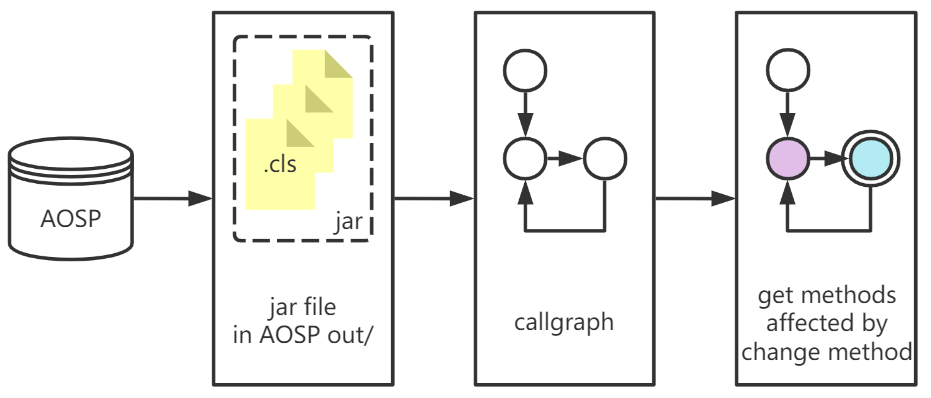 AOSP
.cls
jar
jar file
in AOSP out/
callgraph
get methods
affected by
change method